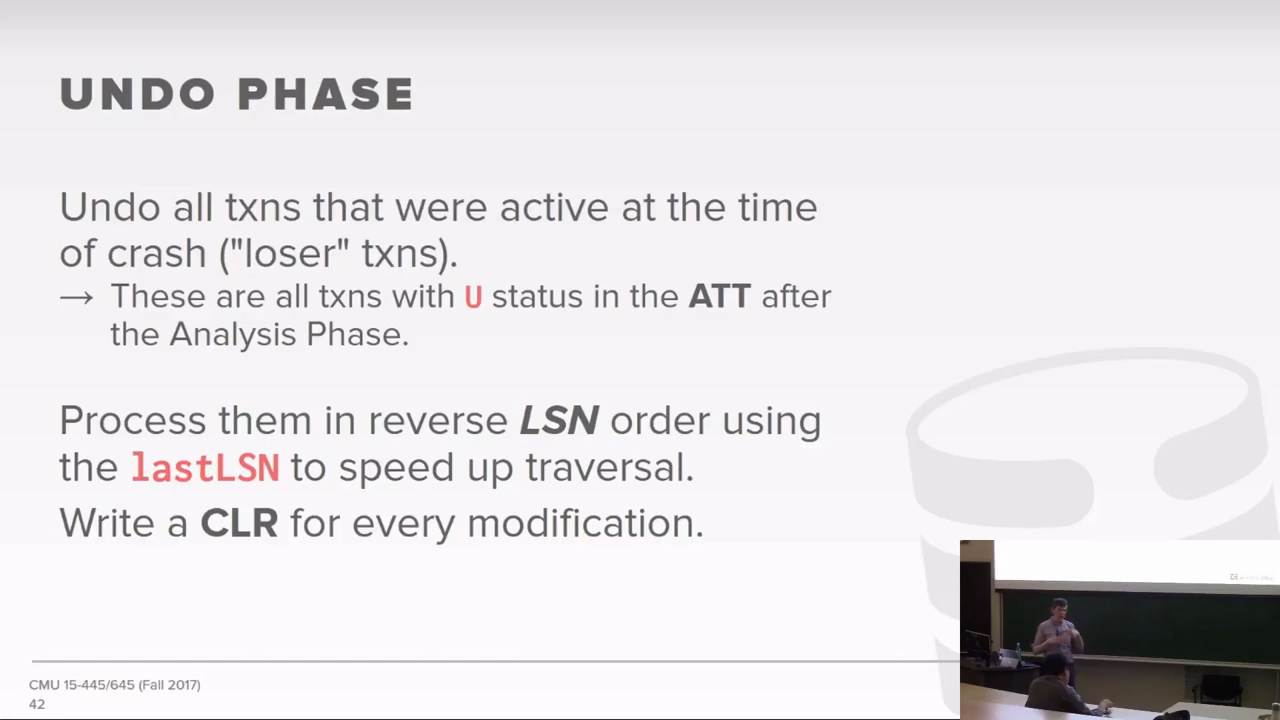 UNDO PHASE
Undo all txns that were active at the time
of crash ("loser" txns).
→ These are all txns with U status in the ATT after
the Analysis Phase.
Process them in reverse LSN order using
the lastLSN to speed up traversal.
Write a CLR for every modification.
CMU 15-445/645 (Fall 2017)
42